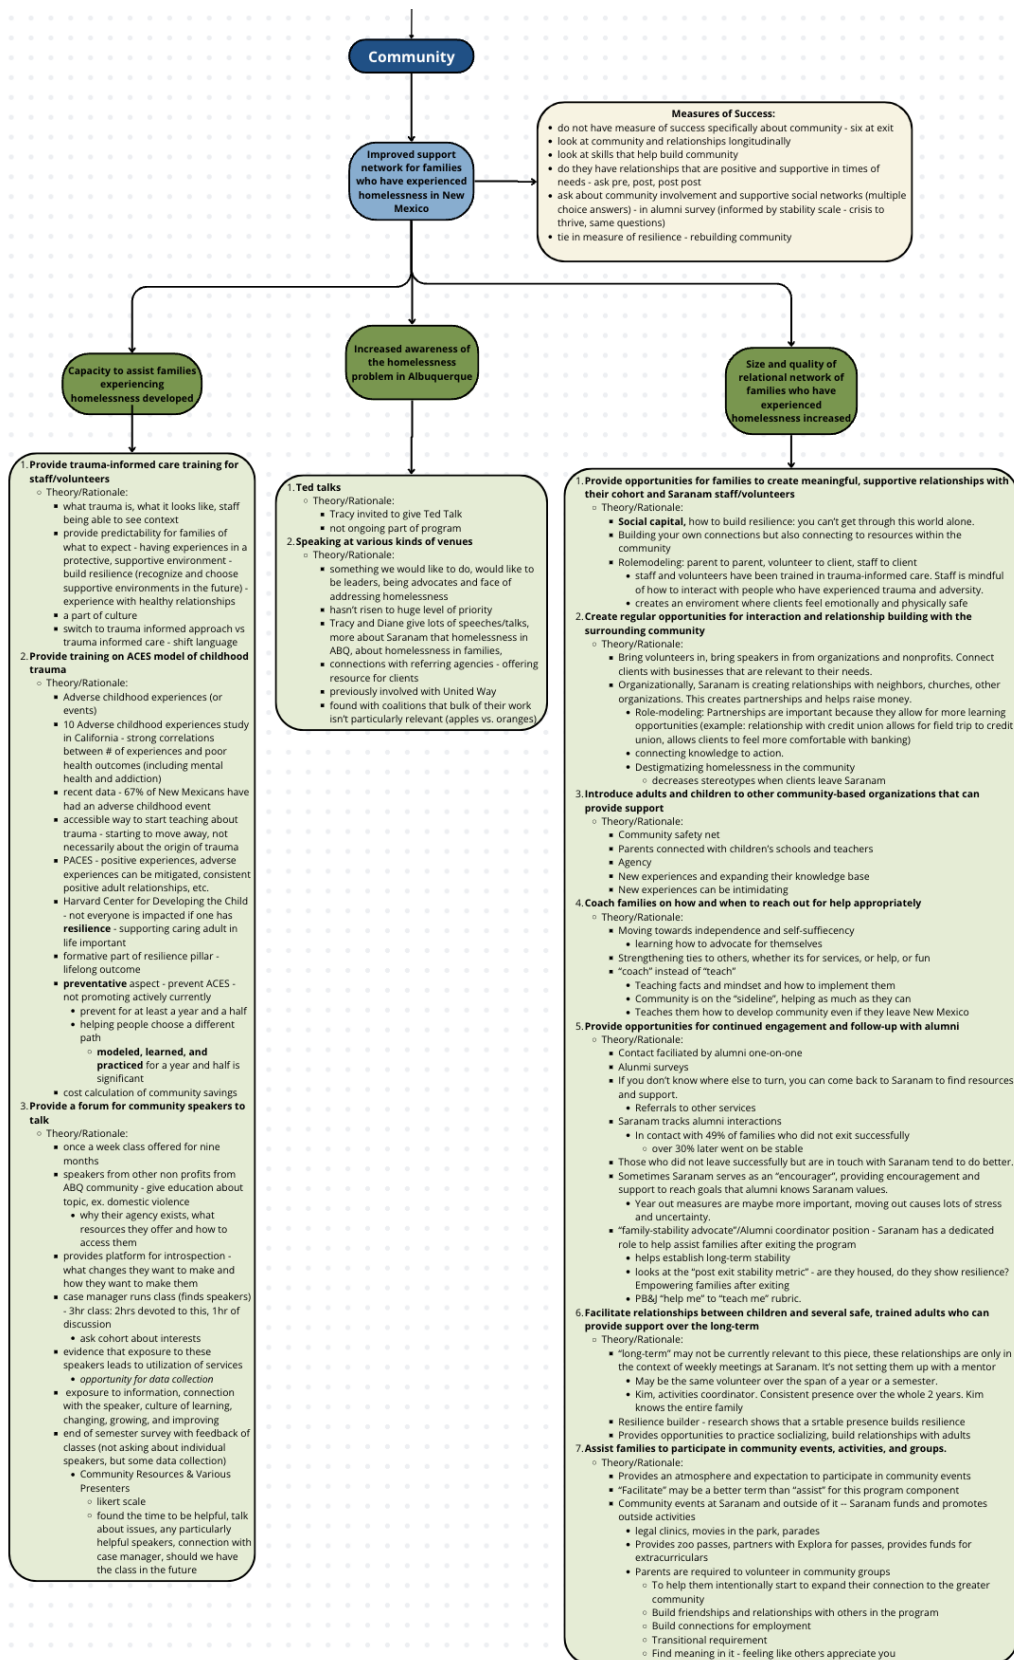 Community
Improved support
network for families
who have experienced
homelessness in New
Mexico
Measures of Success:
• do not have measure of success specifically about community - six at exit
• look at community and relationships longitudinally
• look at skills that help build community
• do they have relationships that are positive and supportive in times of
needs - ask pre, post, post post
• ask about community involvement and supportive social networks (multiple
choice answers) - in alumni survey (informed by stability scale - crisis to
thrive, same questions)
• tie in measure of resilience - rebuilding community
Capacity to assist families
experiencing
homelessness developed
Increased awareness of
the homelessness
problem in Albuquerque
Size and quality of
relational network of
families who have
experienced
homelessness increased
1. Provide trauma-informed care training for
staff/volunteers
○ Theory/Rationale:
▪ what trauma is, what it looks like, staff
being able to see context
▪ provide predictability for families of
what to expect - having experiences in a
protective, supportive environment -
build resilience (recognize and choose
supportive environments in the future) -
experience with healthy relationships
▪ a part of culture
▪ switch to trauma informed approach vs
trauma informed care - shift language
2. Provide training on ACES model of childhood
trauma
○ Theory/Rationale:
▪ Adverse childhood experiences (or
events)
▪ 10 Adverse childhood experiences study
in California - strong correlations
between # of experiences and poor
health outcomes (including mental
health and addiction)
▪ recent data - 67% of New Mexicans have
had an adverse childhood event
▪ accessible way to start teaching about
trauma - starting to move away, not
necessarily about the origin of trauma
▪ PACES - positive experiences, adverse
experiences can be mitigated, consistent
positive adult relationships, etc.
▪ Harvard Center for Developing the Child
- not everyone is impacted if one has
resilience - supporting caring adult in
life important
▪ formative part of resilience pillar -
lifelong outcome
▪ preventative aspect - prevent ACES -
not promoting actively currently
• prevent for at least a year and a half
• helping people choose a different
path
○ modeled, learned, and
practiced for a year and half is
significant
▪ cost calculation of community savings
3. Provide a forum for community speakers to
talk
○ Theory/Rationale:
▪ once a week class offered for nine
months
▪ speakers from other non profits from
ABQ community - give education about
topic, ex. domestic violence
• why their agency exists, what
resources they offer and how to
access them
▪ provides platform for introspection -
what changes they want to make and
how they want to make them
▪ case manager runs class (finds speakers)
- 3hr class: 2hrs devoted to this, 1hr of
discussion
• ask cohort about interests
▪ evidence that exposure to these
speakers leads to utilization of services
• opportunity for data collection
▪ exposure to information, connection
with the speaker, culture of learning,
changing, growing, and improving
▪ end of semester survey with feedback of
classes (not asking about individual
speakers, but some data collection)
• Community Resources & Various
Presenters
○ likert scale
○ found the time to be helpful, talk
about issues, any particularly
helpful speakers, connection with
case manager, should we have
the class in the future
1. Ted talks
○ Theory/Rationale:
▪ Tracy invited to give Ted Talk
▪ not ongoing part of program
2. Speaking at various kinds of venues
○ Theory/Rationale:
▪ something we would like to do, would like to
be leaders, being advocates and face of
addressing homelessness
▪ hasn't risen to huge level of priority
▪ Tracy and Diane give lots of speeches/talks,
more about Saranam that homelessness in
ABQ, about homelessness in families,
▪ connections with referring agencies - offering
resource for clients
▪ previously involved with United Way
▪ found with coalitions that bulk of their work
isn't particularly relevant (apples vs. oranges)
1. Provide opportunities for families to create meaningful, supportive relationships with
their cohort and Saranam staff/volunteers
○ Theory/Rationale:
▪ Social capital, how to build resilience: you can't get through this world alone.
▪ Building your own connections but also connecting to resources within the
community
▪ Rolemodeling: parent to parent, volunteer to client, staff to client
• staff and volunteers have been trained in trauma-informed care. Staff is mindful
of how to interact with people who have experienced trauma and adversity.
• creates an enviroment where clients feel emotionally and physically safe
2. Create regular opportunities for interaction and relationship building with the
surrounding community
○ Theory/Rationale:
▪ Bring volunteers in, bring speakers in from organizations and nonprofits. Connect
clients with businesses that are relevant to their needs.
▪ Organizationally, Saranam is creating relationships with neighbors, churches, other
organizations. This creates partnerships and helps raise money.
• Role-modeling: Partnerships are important because they allow for more learning
opportunities (example: relationship with credit union allows for field trip to credit
union, allows clients to feel more comfortable with banking)
• connecting knowledge to action.
• Destigmatizing homelessness in the community
○ decreases stereotypes when clients leave Saranam
3. Introduce adults and children to other community-based organizations that can
provide support
○ Theory/Rationale:
▪ Community safety net
▪ Parents connected with children's schools and teachers
▪ Agency
▪ New experiences and expanding their knowledge base
▪ New experiences can be intimidating
4. Coach families on how and when to reach out for help appropriately
○ Theory/Rationale:
▪ Moving towards independence and self-suffiecency
• learning how to advocate for themselves
▪ Strengthening ties to others, whether its for services, or help, or fun
▪ "coach" instead of "teach"
• Teaching facts and mindset and how to implement them
• Community is on the "sideline", helping as much as they can
• Teaches them how to develop community even if they leave New Mexico
5. Provide opportunities for continued engagement and follow-up with alumni
○ Theory/Rationale:
▪ Contact faciliated by alumni one-on-one
▪ Alunmi surveys
▪ If you don't know where else to turn, you can come back to Saranam to find resources
and support.
• Referrals to other services
▪ Saranam tracks alumni interactions
• In contact with 49% of families who did not exit successfully
○ over 30% later went on be stable
▪ Those who did not leave successfully but are in touch with Saranam tend to do better.
▪ Sometimes Saranam serves as an "encourager", providing encouragement and
support to reach goals that alumni knows Saranam values.
• Year out measures are maybe more important, moving out causes lots of stress
and uncertainty.
▪ "family-stability advocate"/Alumni coordinator position - Saranam has a dedicated
role to help assist families after exiting the program
• helps establish long-term stability
• looks at the "post exit stability metric" - are they housed, do they show resilience?
Empowering families after exiting
• PB&J "help me" to "teach me" rubric.
6. Facilitate relationships between children and several safe, trained adults who can
provide support over the long-term
○ Theory/Rationale:
▪ "long-term" may not be currently relevant to this piece, these relationships are only in
the context of weekly meetings at Saranam. It's not setting them up with a mentor
• May be the same volunteer over the span of a year or a semester.
• Kim, activities coordinator. Consistent presence over the whole 2 years. Kim
knows the entire family
▪ Resilience builder - research shows that a srtable presence builds resilience
▪ Provides opportunities to practice soclializing, build relationships with adults
7. Assist families to participate in community events, activities, and groups.
○ Theory/Rationale:
▪ Provides an atmosphere and expectation to participate in community events
▪ "Facilitate" may be a better term than "assist" for this program component
▪ Community events at Saranam and outside of it -- Saranam funds and promotes
outside activities
• legal clinics, movies in the park, parades
• Provides zoo passes, partners with Explora for passes, provides funds for
extracurriculars
• Parents are required to volunteer in community groups
○ To help them intentionally start to expand their connection to the greater
community
○ Build friendships and relationships with others in the program
○ Build connections for employment
○ Transitional requirement
○ Find meaning in it - feeling like others appreciate you